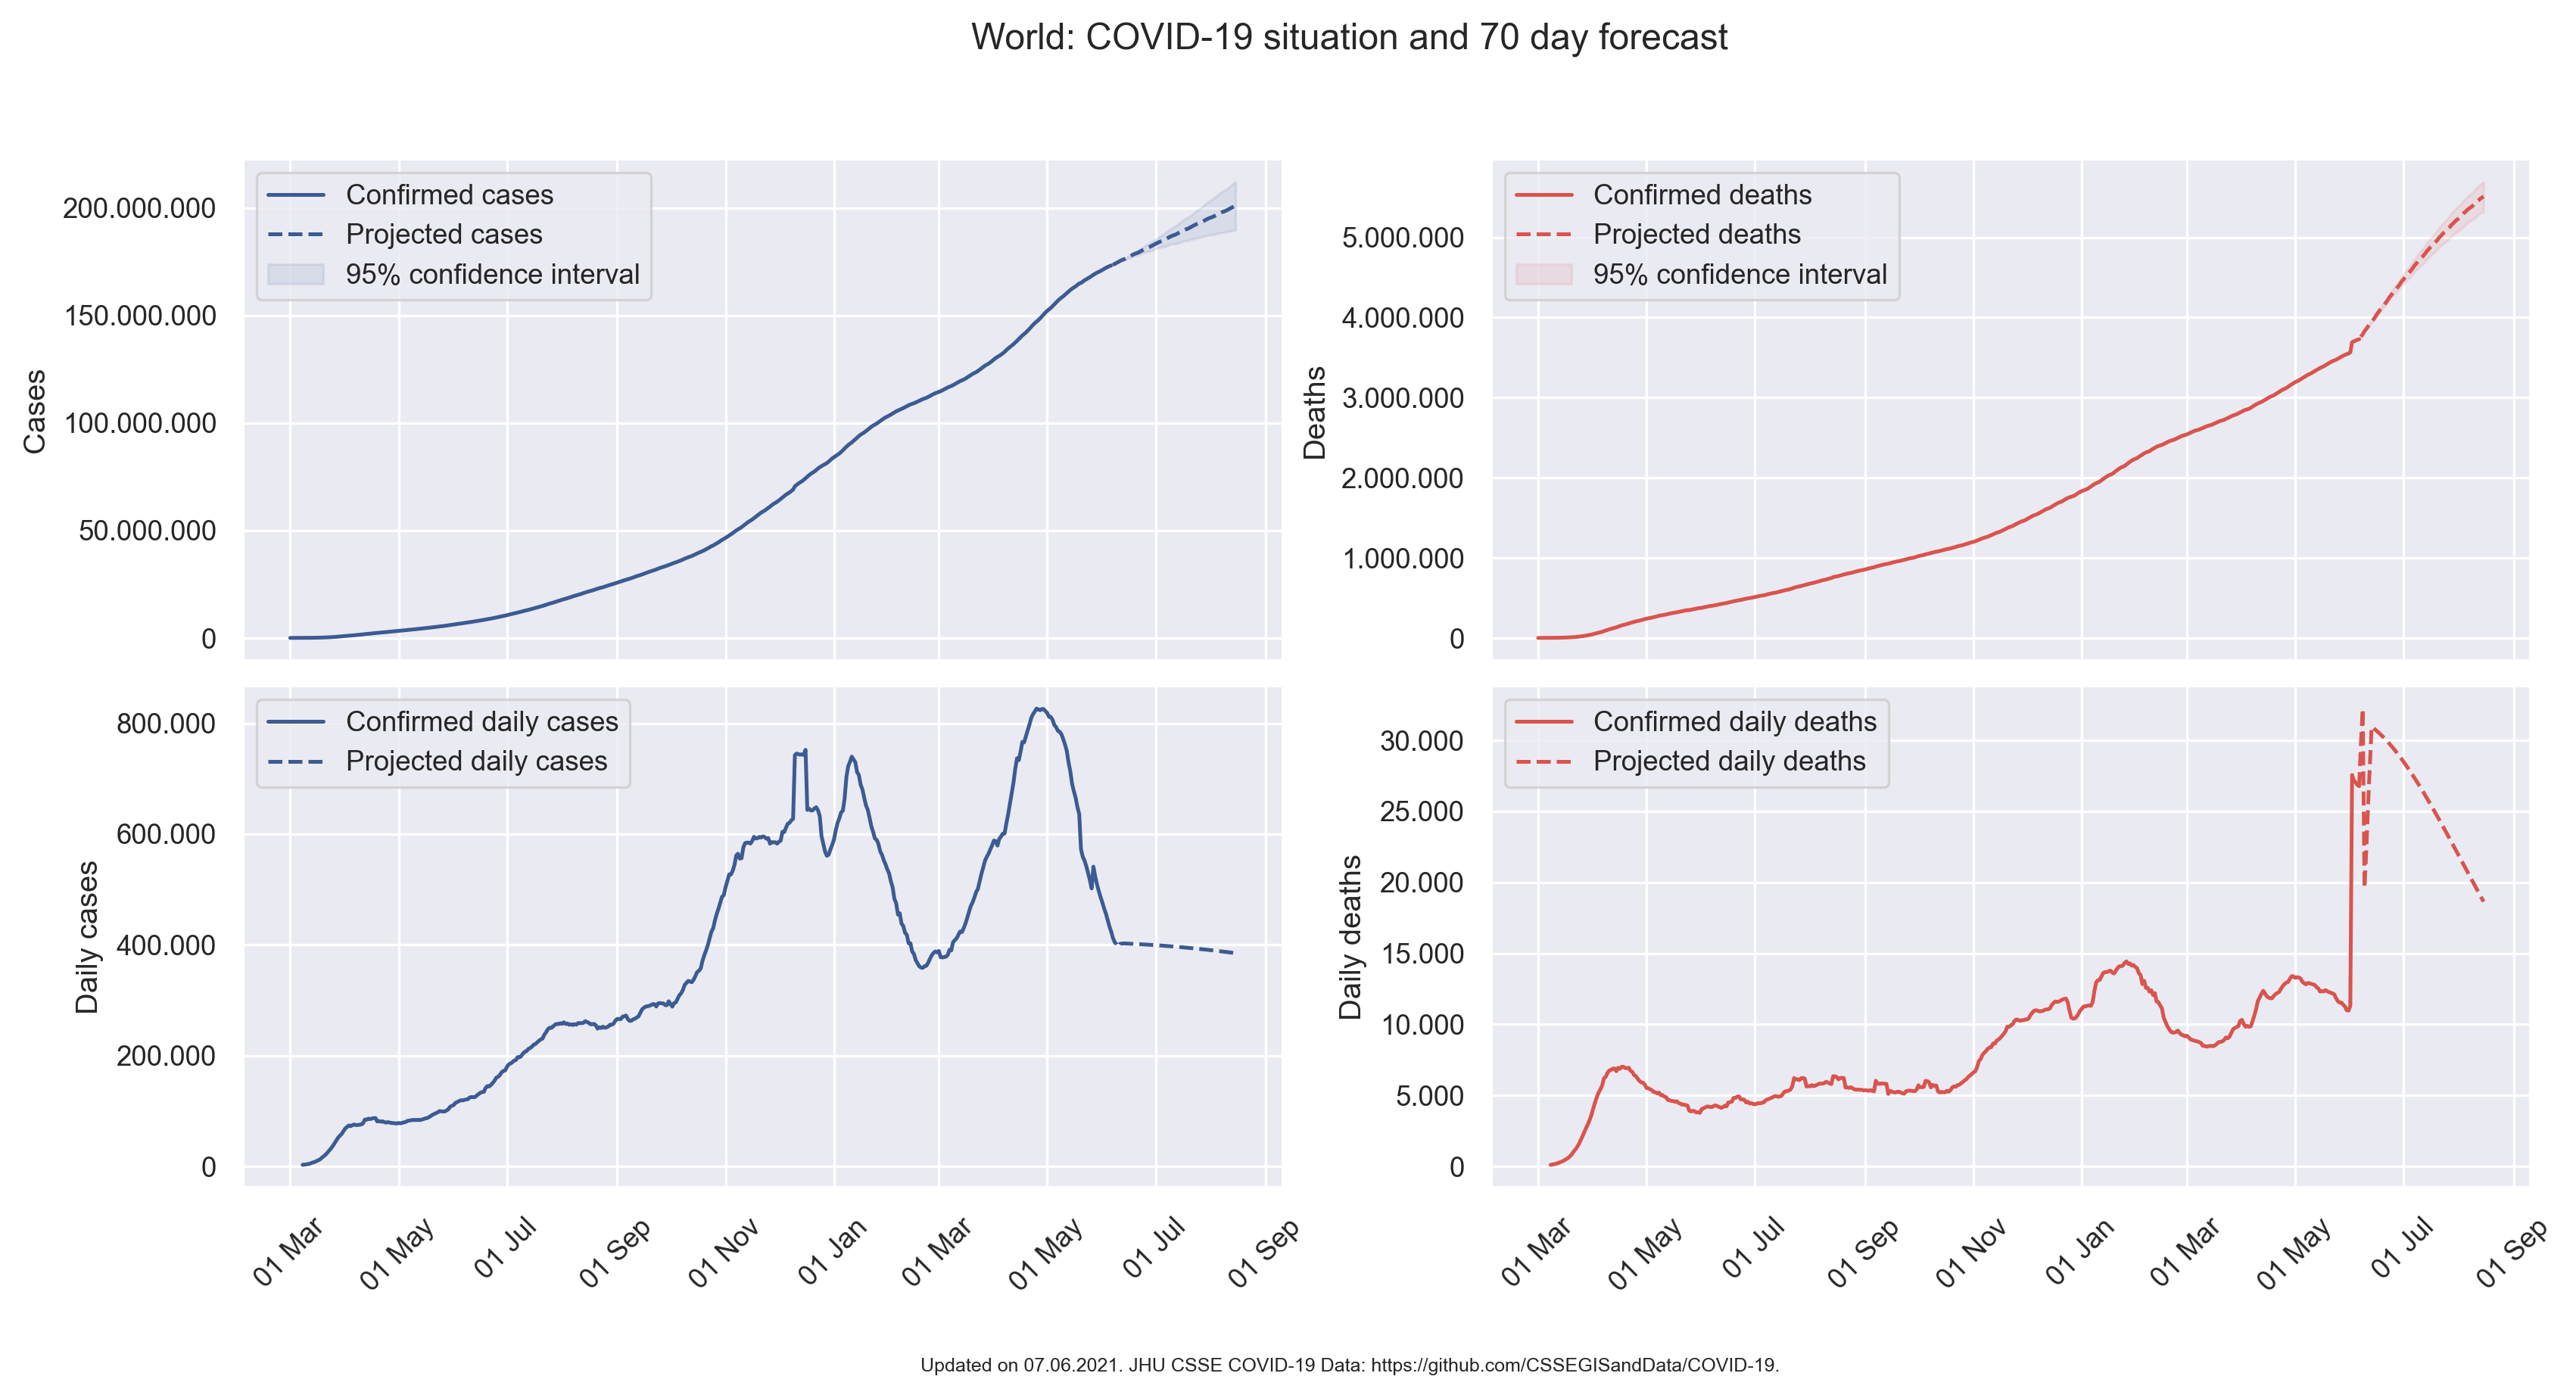 World: COVID-19 situation and 70 day forecast
Confirmed cases
Projected cases
95% confidence interval
200.000.000
150.000.000
100.000.000
50.000.000
0
Cases
Confirmed deaths
Projected deaths
95% confidence interval
5.000.000
4.000.000
3.000.000
2.000.000
1.000.000
0
Deaths
Confirmed daily cases
Projected daily cases
800.000
600.000
400.000
200.000
0
Daily cases
01 Mar
01 May
01 Jul
01 Sep
01 Nov
01 Jan
01 Mar
01 May
01 Jul
01 Sep
Confirmed daily deaths
Projected daily deaths
30.000
25.000
20.000
15.000
10.000
5.000
0
Daily deaths
01 Mar
01 May
01 Jul
01 Sep
01 Nov
01 Jan
01 Mar
01 May
01 Jul
01 Sep
Updated on 07.06.2021. JHU CSSE COVID-19 Data: https://github.com/CSSEGISandData/COVID-19.